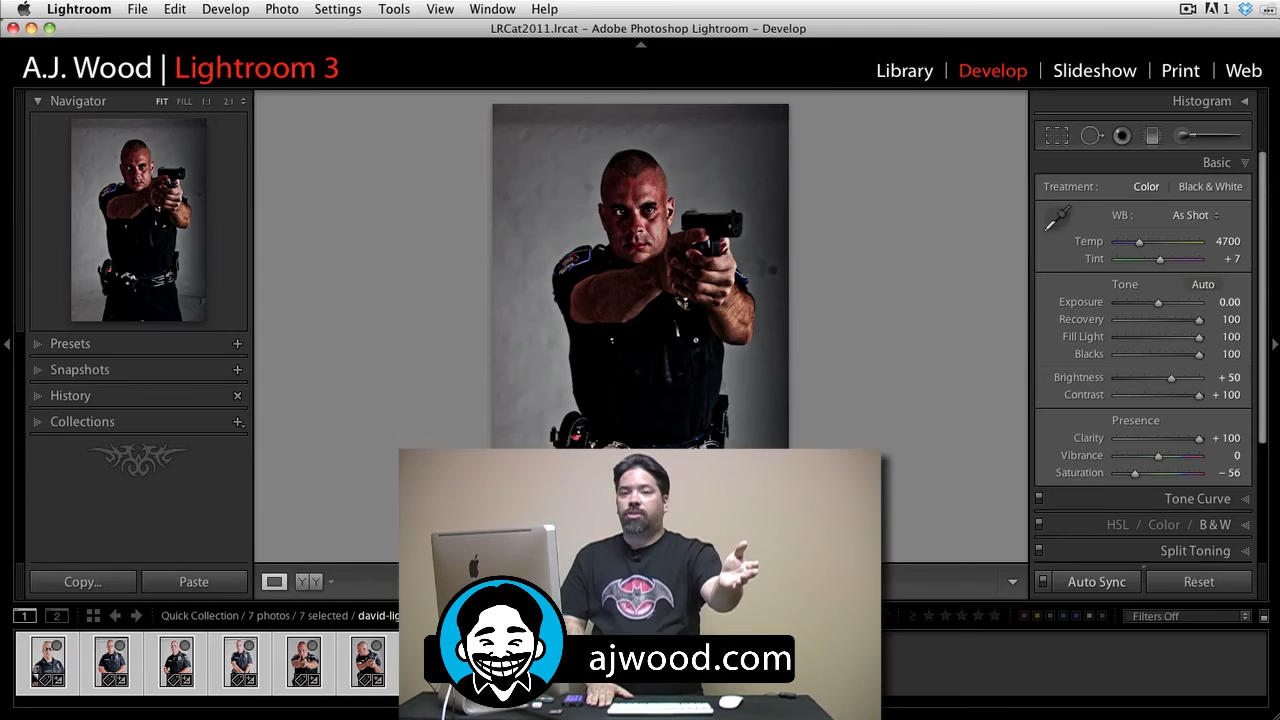 Lightroom File Edit Develop Photo Settings Tools View Window Help 1
LRCat2011.lrcat - Adobe Photoshop Lightroom - Develop
A.J. Wood | Lightroom 3
Library | Develop | Slideshow | Print | Web
Navigator FIT FILL 1:1 2:1
Histogram
Basic
Treatment : Color Black & White
WB : As Shot
Temp 4700
Tint + 7
Tone Auto
Exposure 0.00
Recovery 100
Fill Light 100
Blacks 100
Brightness + 50
Contrast + 100
Presence
Clarity + 100
Vibrance 0
Saturation - 56
Presets
Snapshots
History
Collections
Tone Curve
HSL / Color / B & W
Split Toning
Copy... Paste
Y Y
Auto Sync Reset
1 2 Quick Collection / 7 photos / 7 selected / david-lig
Filters Off
ajwood.com